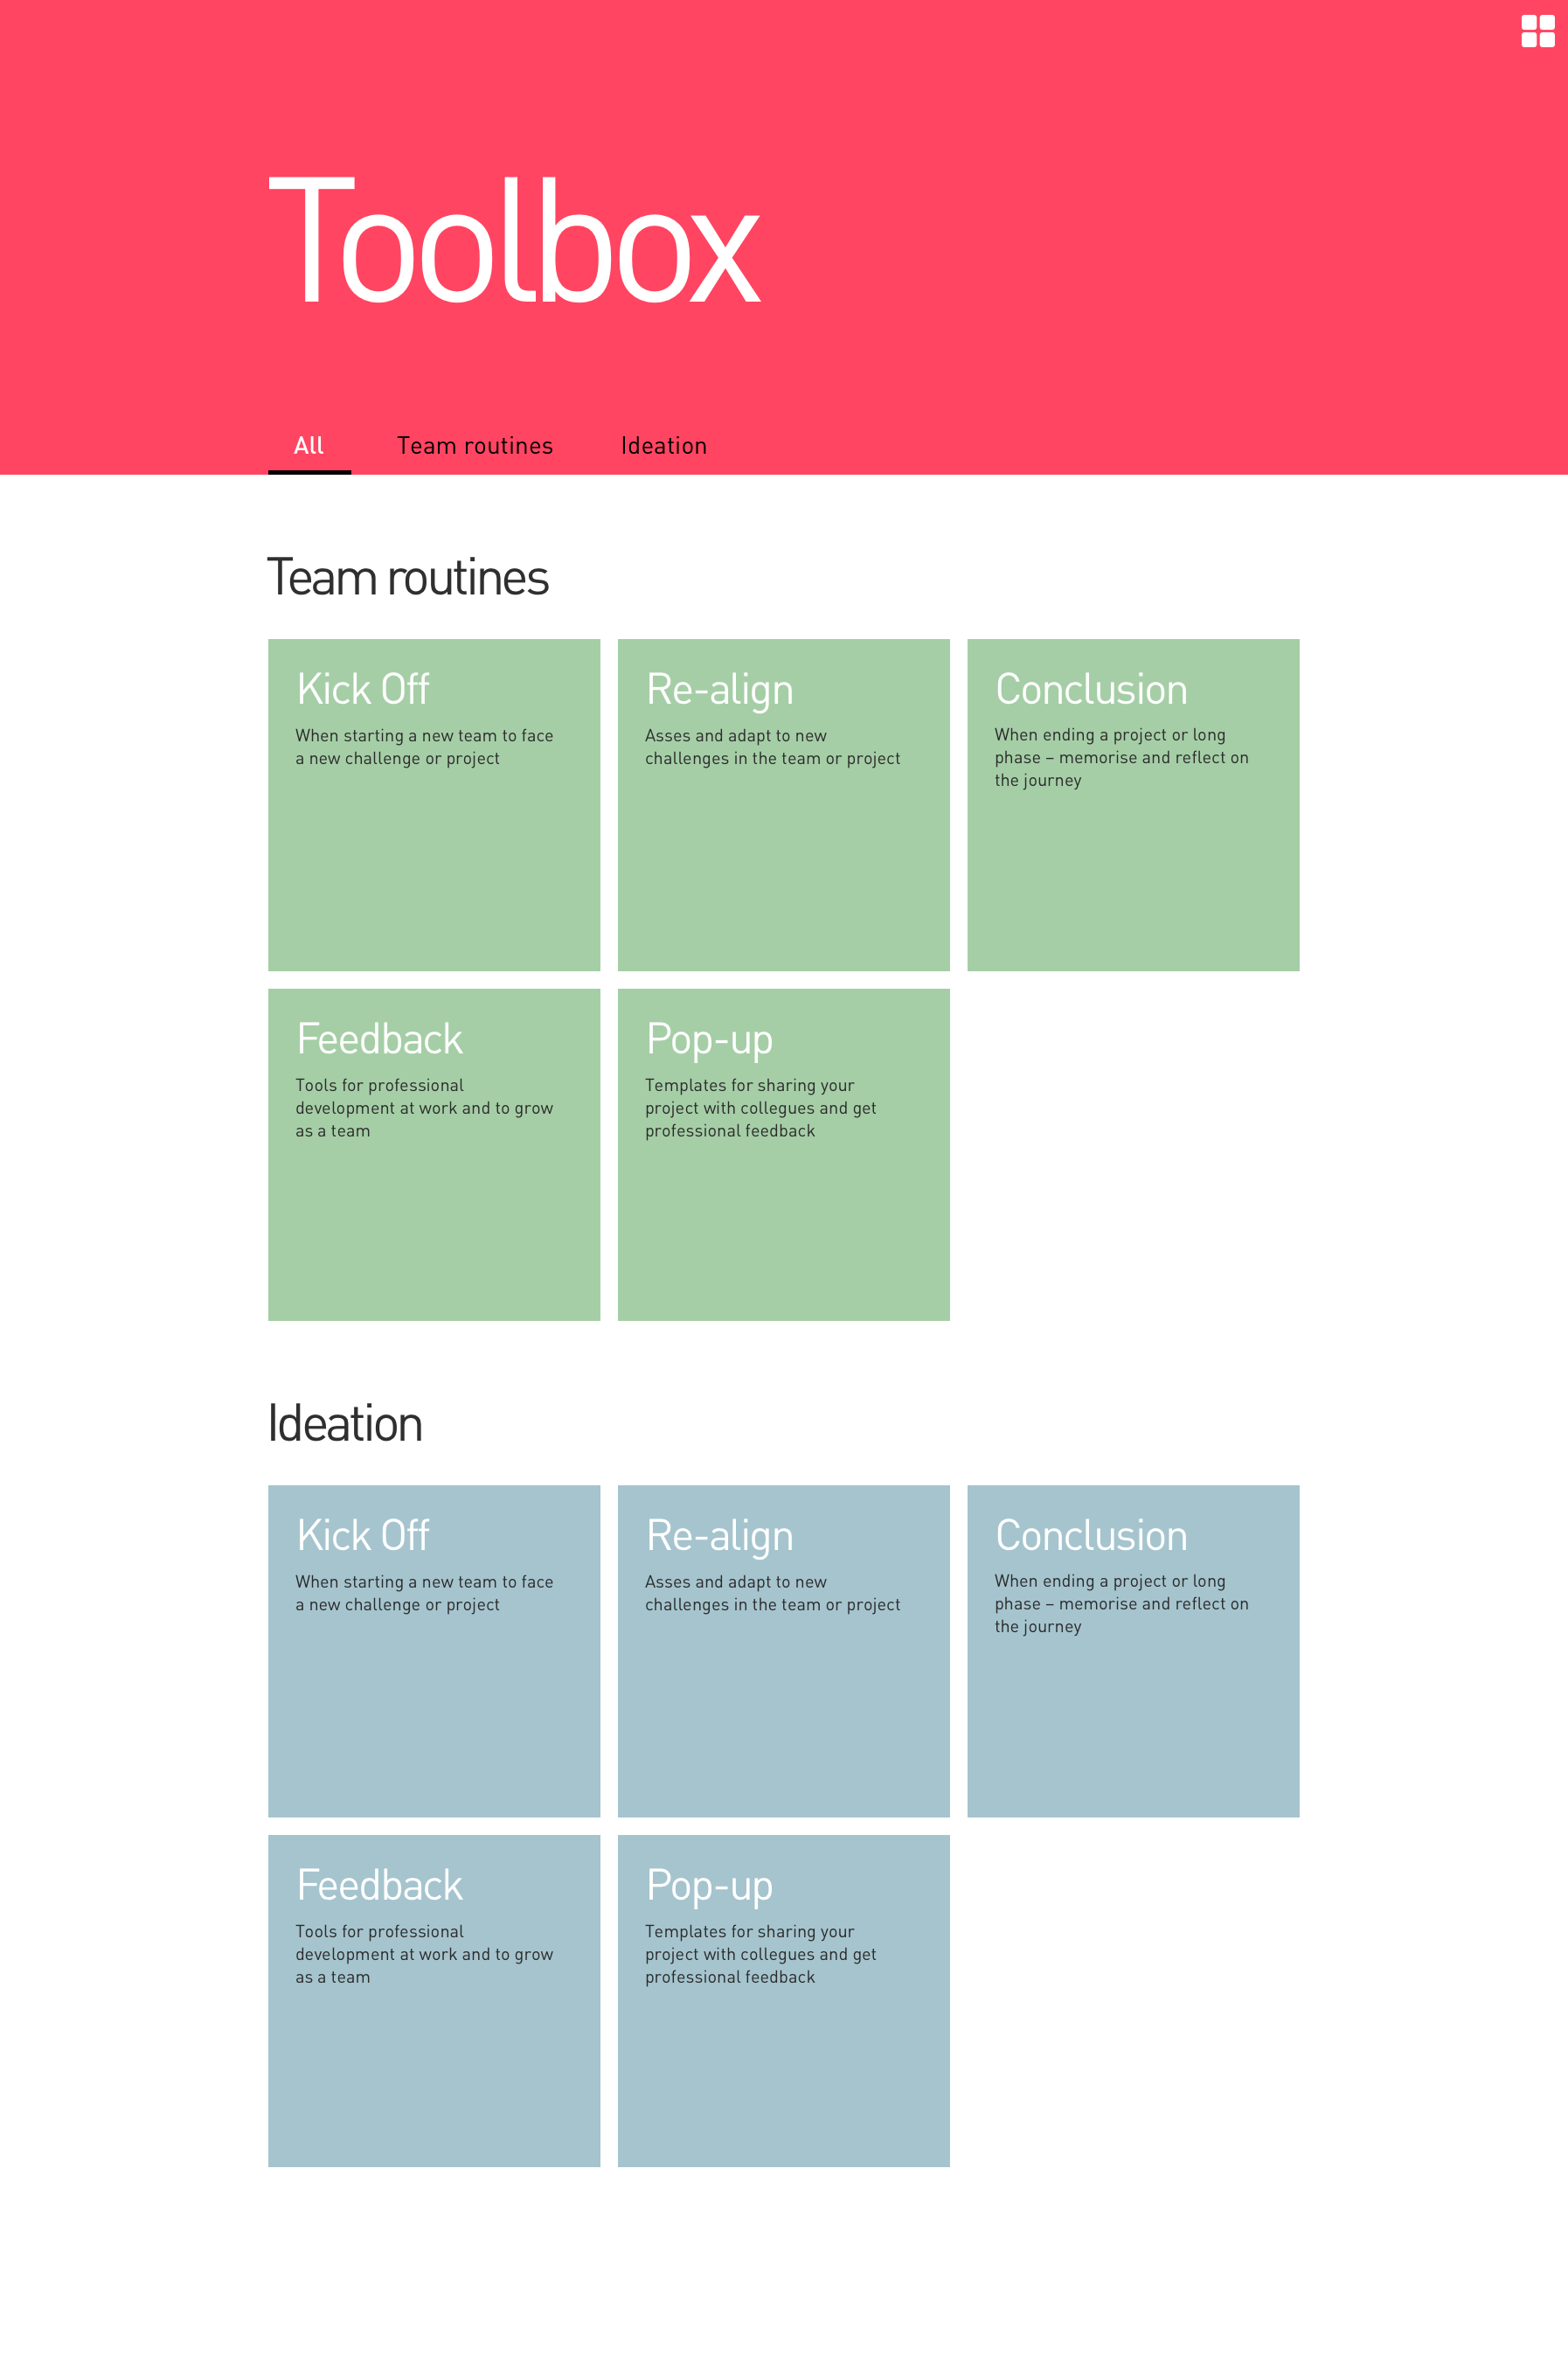 Toolbox
All
Team routines
Ideation
Team routines
Kick Off
When starting a new team to face
a new challenge or project
Re-align
Asses and adapt to new
challenges in the team or project
Conclusion
When ending a project or long
phase – memorise and reflect on
the journey
Feedback
Tools for professional
development at work and to grow
as a team
Pop-up
Templates for sharing your
project with collegues and get
professional feedback
Ideation
Kick Off
When starting a new team to face
a new challenge or project
Re-align
Asses and adapt to new
challenges in the team or project
Conclusion
When ending a project or long
phase – memorise and reflect on
the journey
Feedback
Tools for professional
development at work and to grow
as a team
Pop-up
Templates for sharing your
project with collegues and get
professional feedback